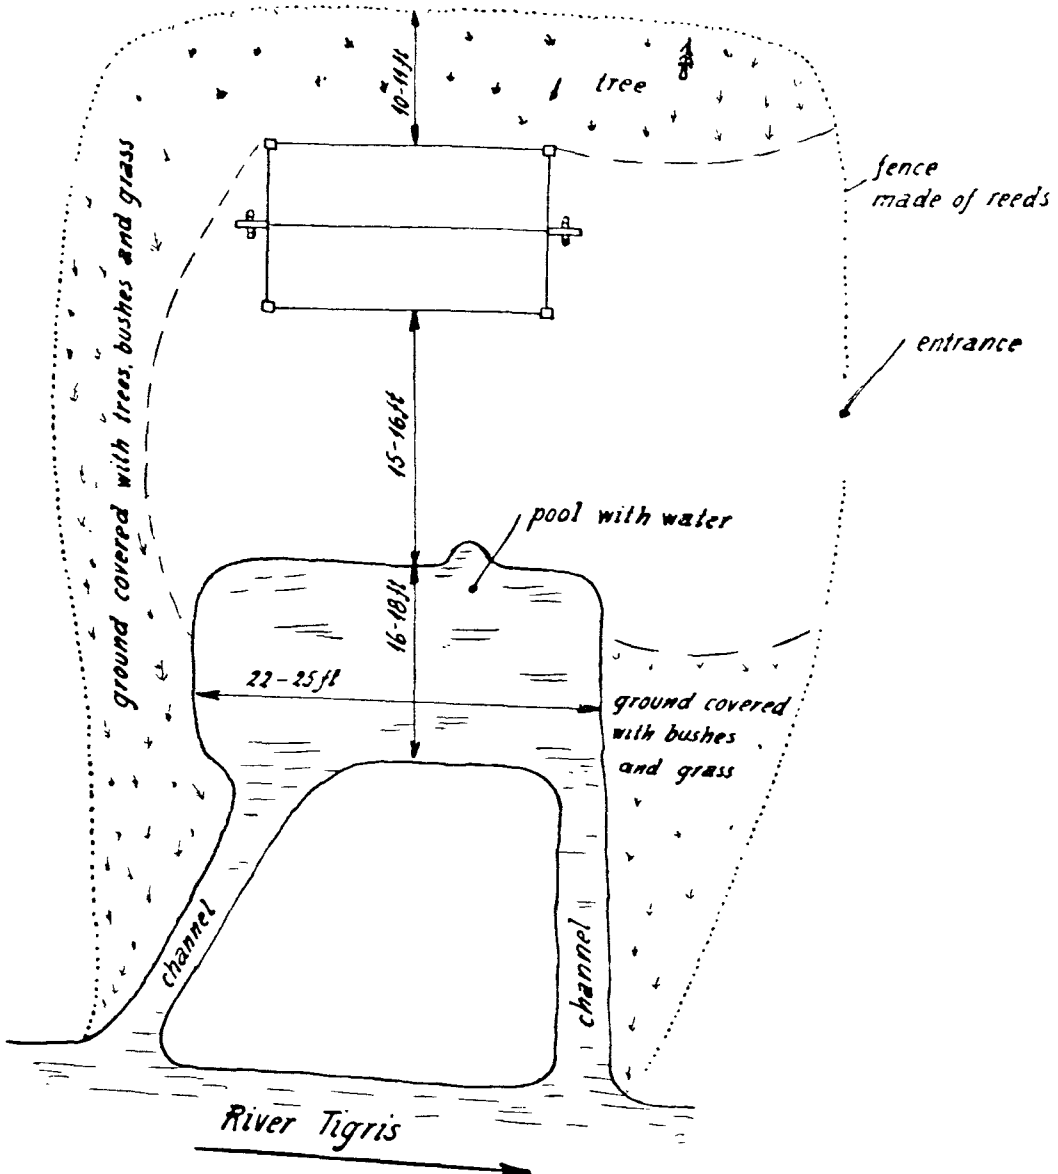 10-11ft
tree
fence
made of reeds
ground covered with trees, bushes and grass
entrance
15-16ft
pool with water
16-18ft
22-25ft
ground covered
with bushes
and grass
channel
channel
River Tigris